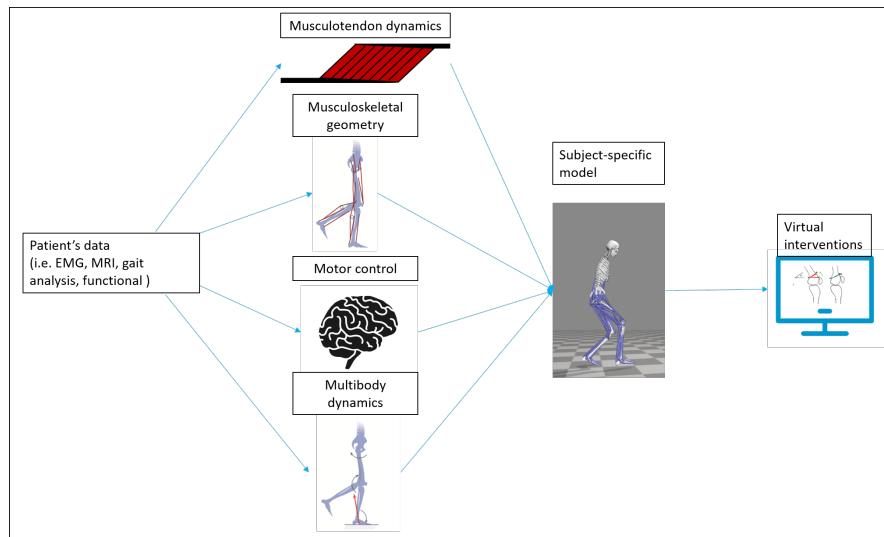 Musculotendon dynamics
Musculoskeletal
geometry
Subject-specific
model
Patient's data
(i.e. EMG, MRI, gait
analysis, functional )
Virtual
interventions
Motor control
Multibody
dynamics